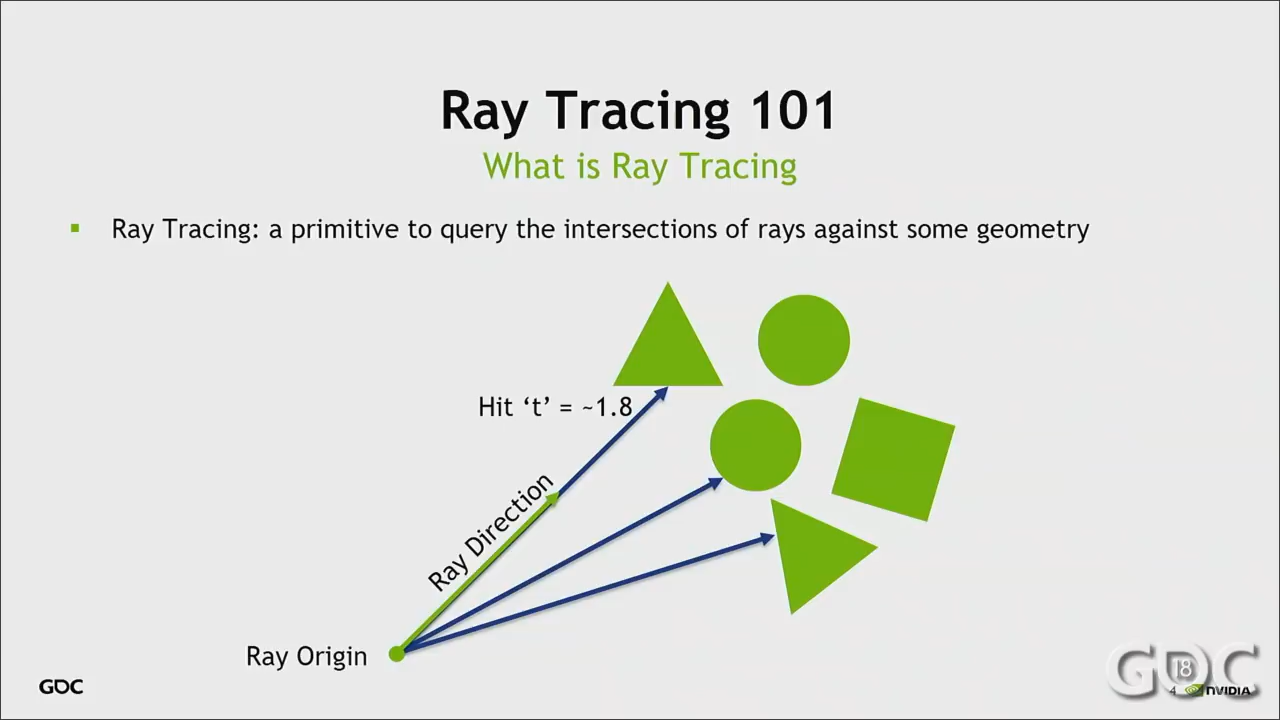 Ray Tracing 101
What is Ray Tracing
Ray Tracing: a primitive to query the intersections of rays against some geometry
Hit ‘t’ = ~1.8
Ray Direction
Ray Origin
GDC
GDC
18
4
NVIDIA